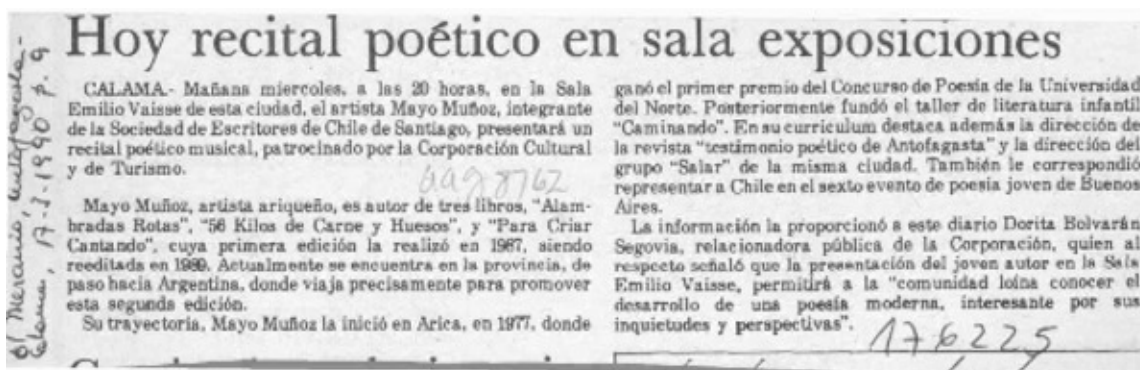 Hoy recital poético en sala exposiciones
CALAMA.- Mañana miercoles, a las 20 horas, en la Sala
Emilio Vaisse de esta ciudad, el artista Mayo Muñoz, integrante
de la Sociedad de Escritores de Chile de Santiago, presentará un
recital poético musical, patrocinado por la Corporación Cultural
y de Turismo.
Mayo Muñoz, artista ariqueño, es autor de tres libros, "Alam-
bradas Rotas", "56 Kilos de Carne y Huesos", y "Para Criar
Cantando", cuya primera edición la realizó en 1987, siendo
reeditada en 1989. Actualmente se encuentra en la provincia, de
paso hacia Argentina, donde viaja precisamente para promover
esta segunda edición.
Su trayectoria, Mayo Muñoz la inició en Arica, en 1977, donde
ganó el primer premio del Concurso de Poesía de la Universidad
del Norte. Posteriormente fundó el taller de literatura infantil
"Caminando". En su curriculum destaca además la dirección de
la revista "testimonio poético de Antofagasta" y la dirección del
grupo "Salar" de la misma ciudad. También le correspondió
representar a Chile en el sexto evento de poesia joven de Buenos
Aires.
La información la proporcionó a este diario Dorita Bolvarán
Segovia, relacionadora pública de la Corporación, quien al
respecto señaló que la presentación del joven autor en la Sala
Emilio Vaisse, permitirá a la "comunidad loína conocer el
desarrollo de una poesía moderna, interesante por sus
inquietudes y perspectivas".
El Mercurio, Antofagasta-
Calama, 1990 p. 9
aag 8762
176225